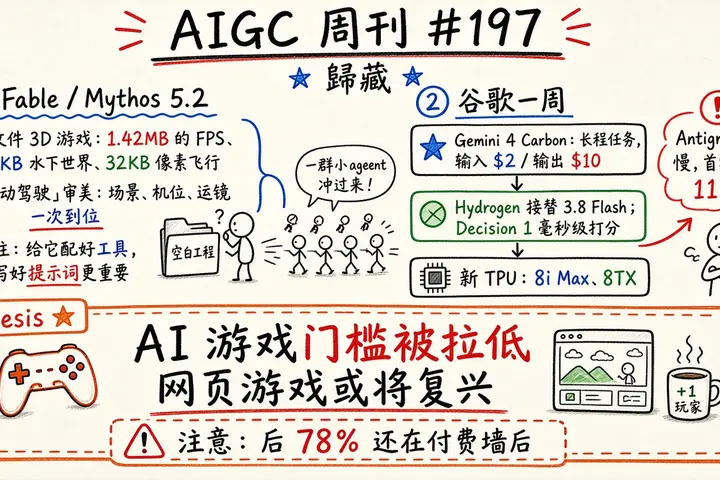 AIGC 周刊 #197
歸藏
Fable / Mythos 5.2
文件 3D 游戏：1.42MB 的 FPS、
KB 水下世界、32KB 像素飞行
动驾驶」审美：场景、机位、运镜
一次到位
注：给它配好工具，
写好提示词更重要
?
空白工程
一群小ageent
冲过来！
② 谷歌一周
Gemini 4 Carbon：长程任务，
输入 $2 / 输出 $10
Hydrogen 接替 3.8 Flash；
Decision 1 毫秒级打分
新 TPU：8i Max、8TX
!
Antigr
慢，首
11
esis
AI 游戏门槛被拉低
网页游戏或将复兴
+1
玩家
注意：后 78% 还在付费墙后